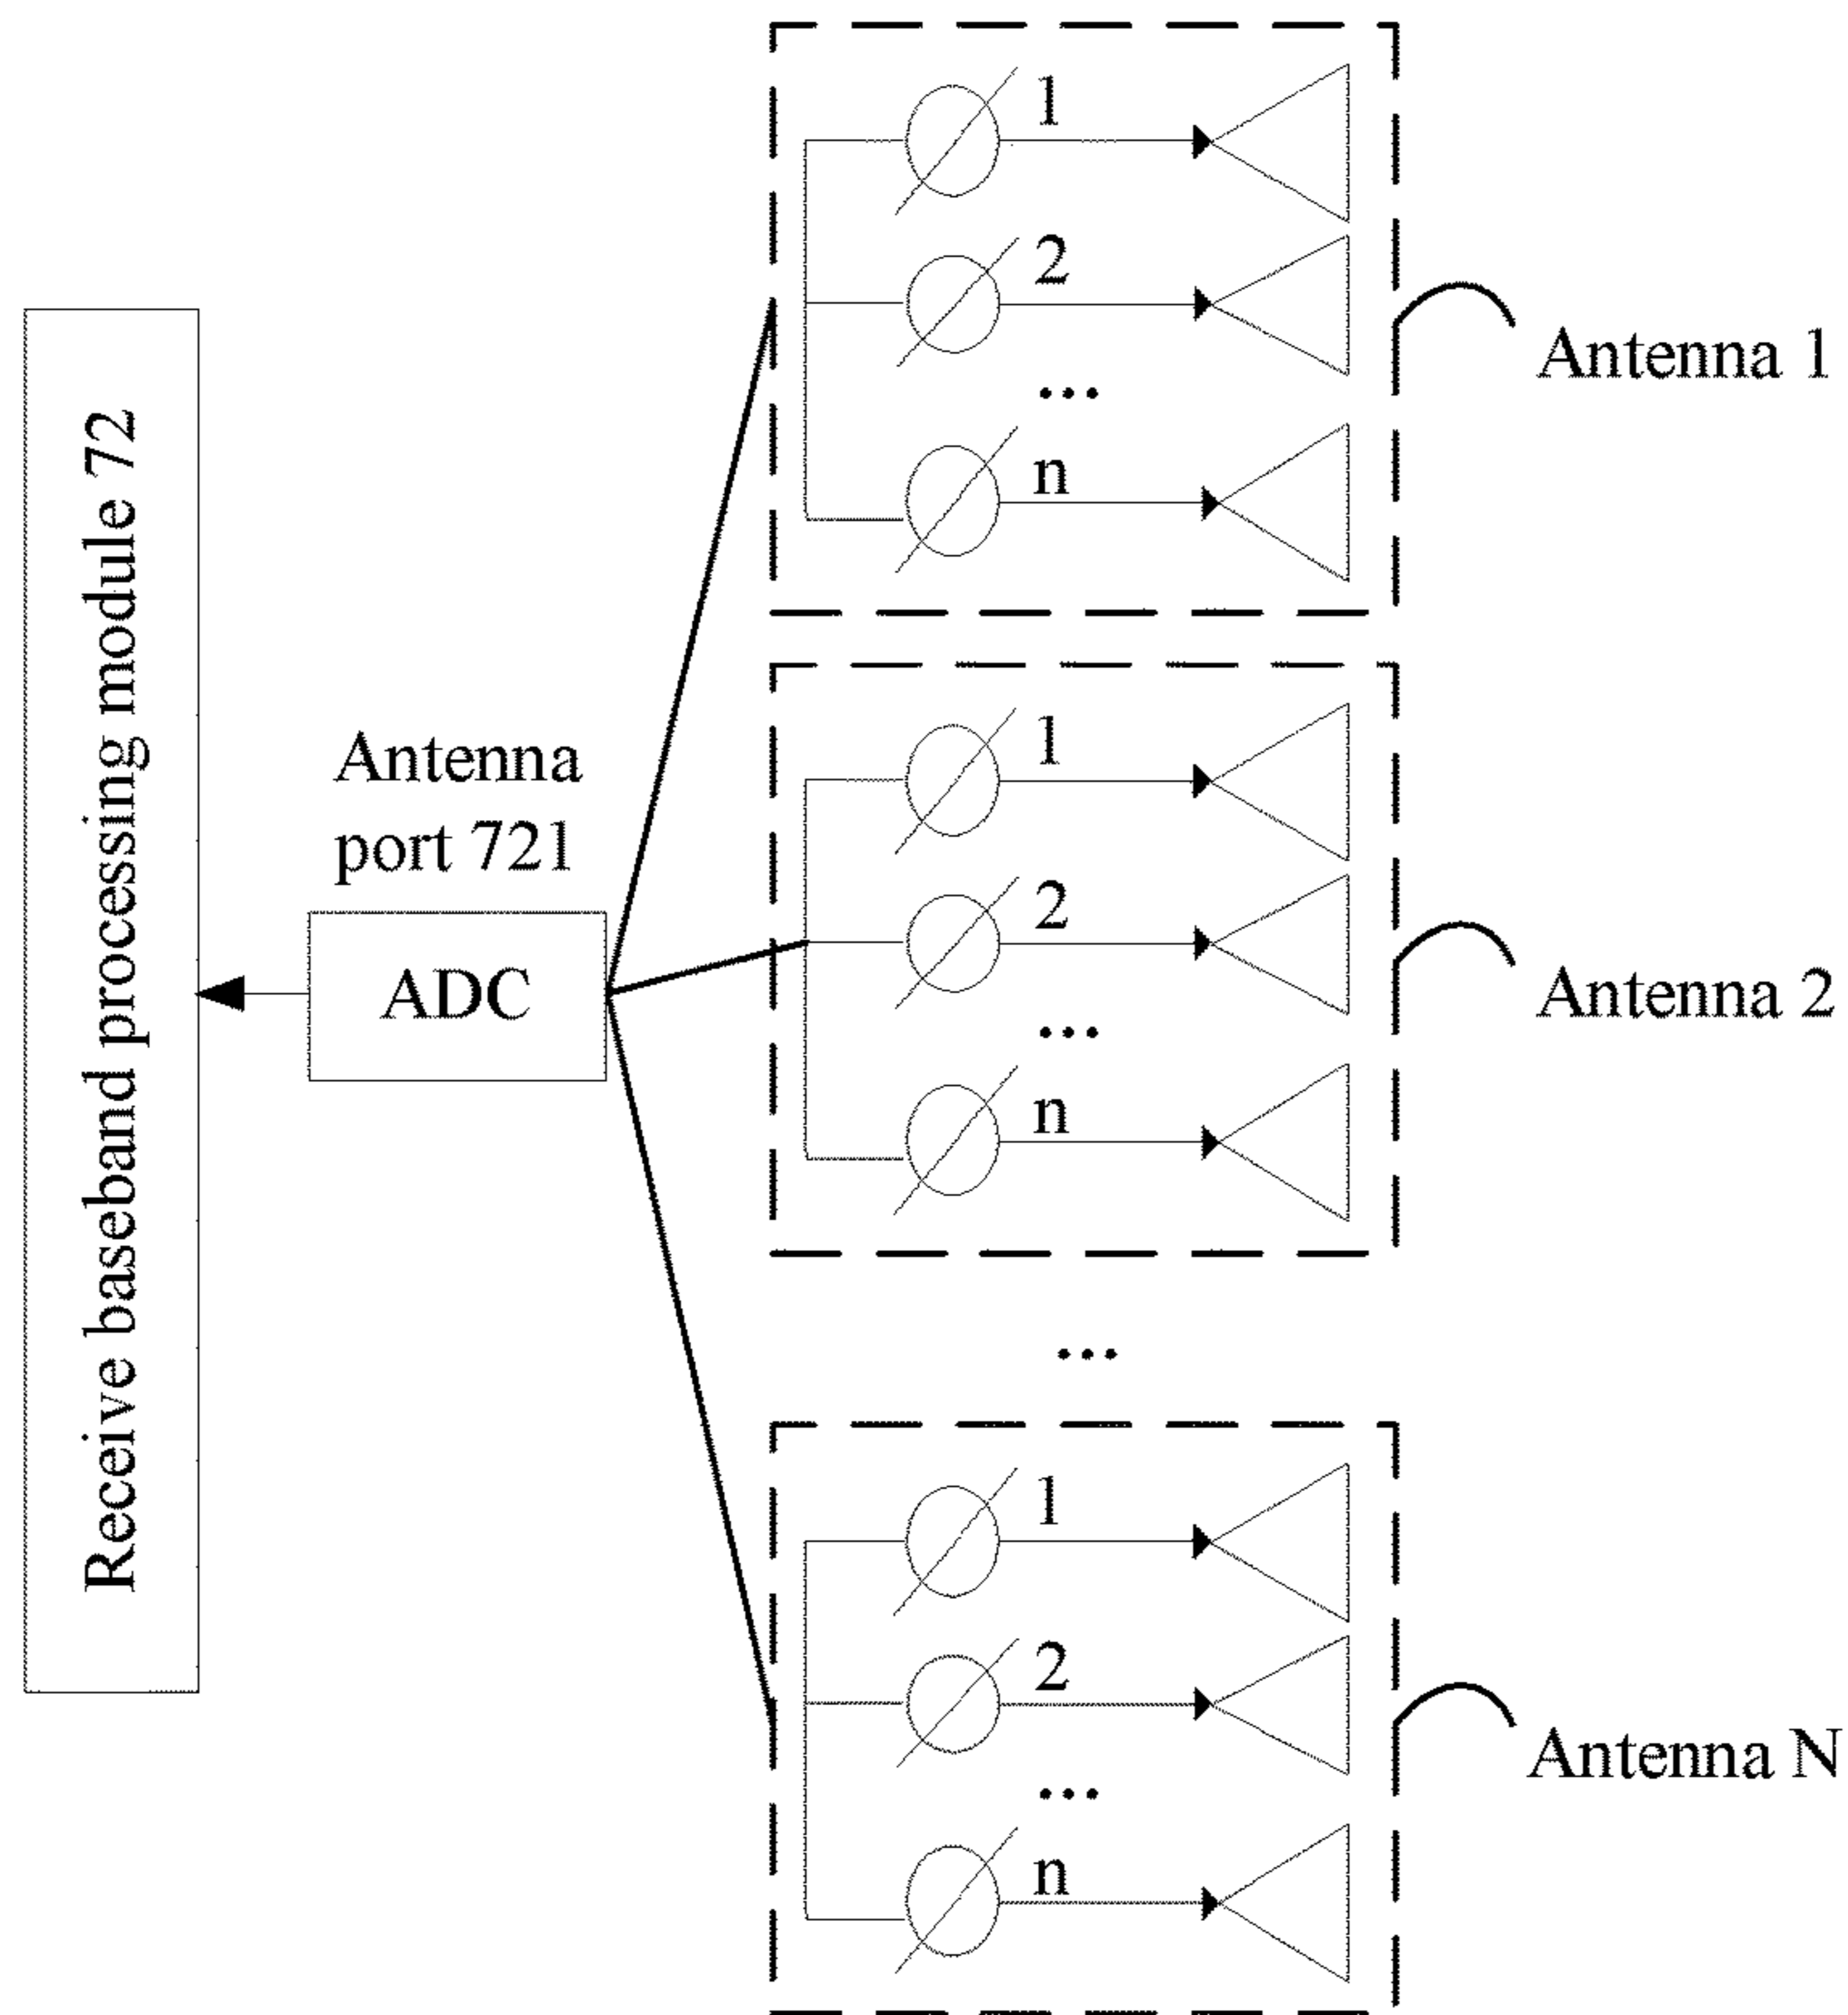 Receive baseband processing module 72
Antenna
port 721
ADC
1
2
...
n
Antenna 1
1
2
...
n
Antenna 2
...
1
2
...
n
Antenna N